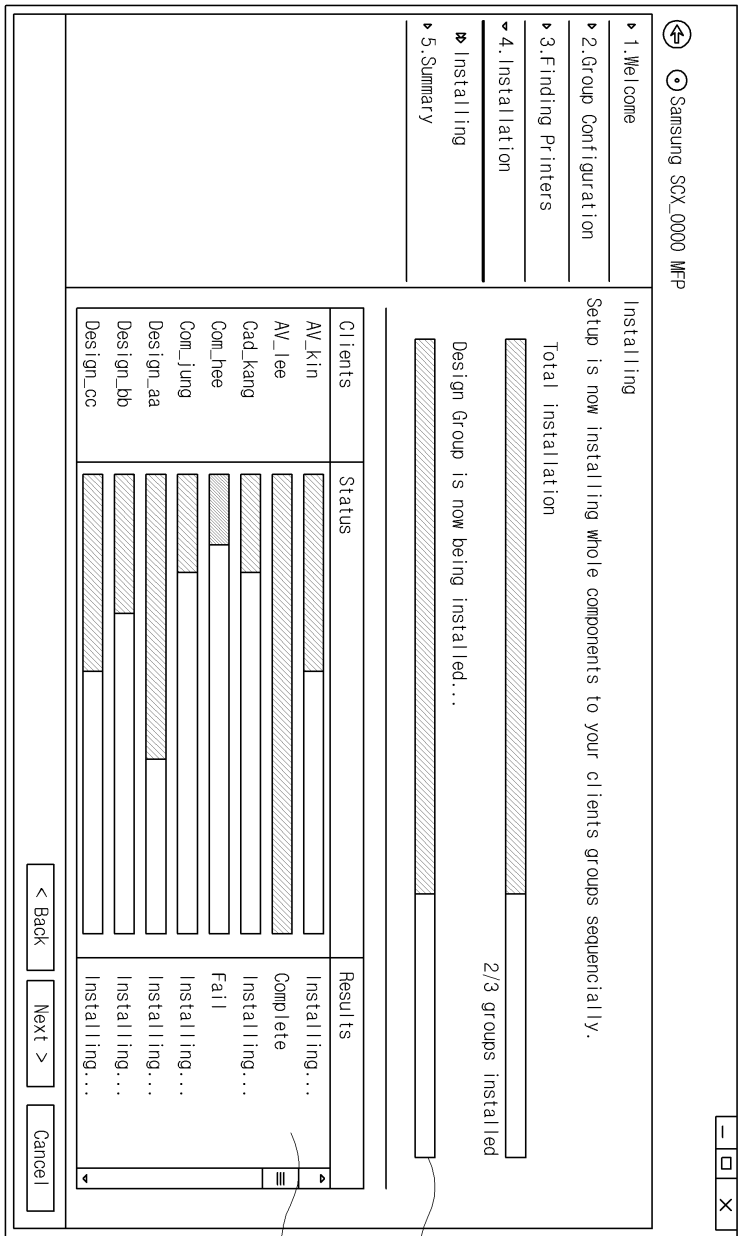 Samsung SCX_0000 MFP
1.Welcome
2.Group Configuration
3.Finding Printers
4.Installation
Installing
5.Summary
Installing
Setup is now installing whole components to your clients groups sequencially.
Total installation
2/3 groups installed
Design Group is now being installed...
Clients Status Results
AV_kin Installing...
AV_lee Complete
Cad_kang Installing...
Com_hee Fail
Com_jung Installing...
Design_aa Installing...
Design_bb Installing...
Design_cc Installing...
< Back Next > Cancel